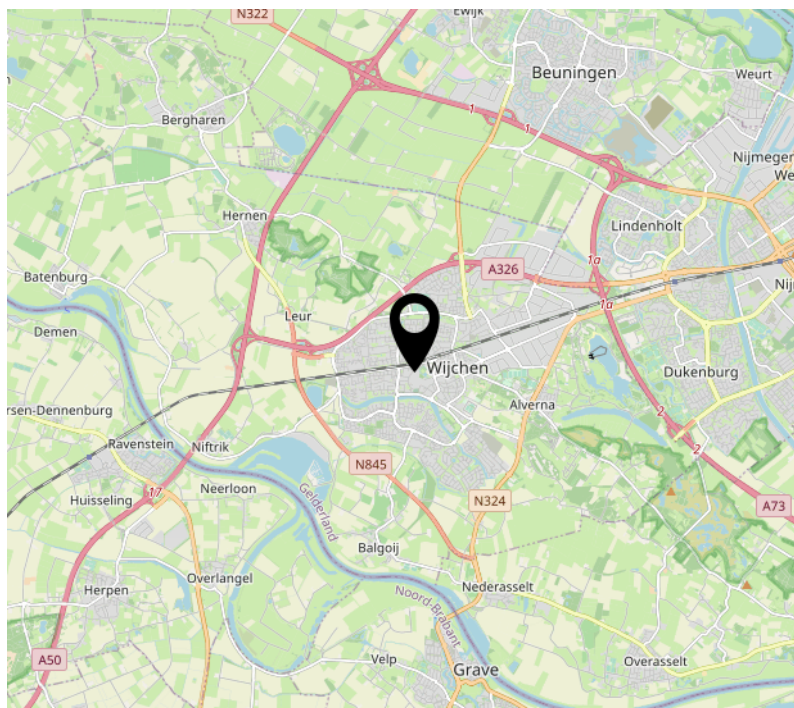 N322
Ewijk
Beuningen
Weurt
Bergharen
1
1
Nijmege
We
Hernen
Lindenholt
1a
A326
Batenburg
Nij
1a
Leur
Demen
Wijchen
Dukenburg
Alverna
ersen-Dennenburg
2
Ravenstein
Niftrik
2
N845
Neerloon
17
Huisseling
N324
A73
Gelderland
Balgoij
Overlangel
Nederasselt
Herpen
Noord-Brabant
A50
Velp
Overasselt
Grave